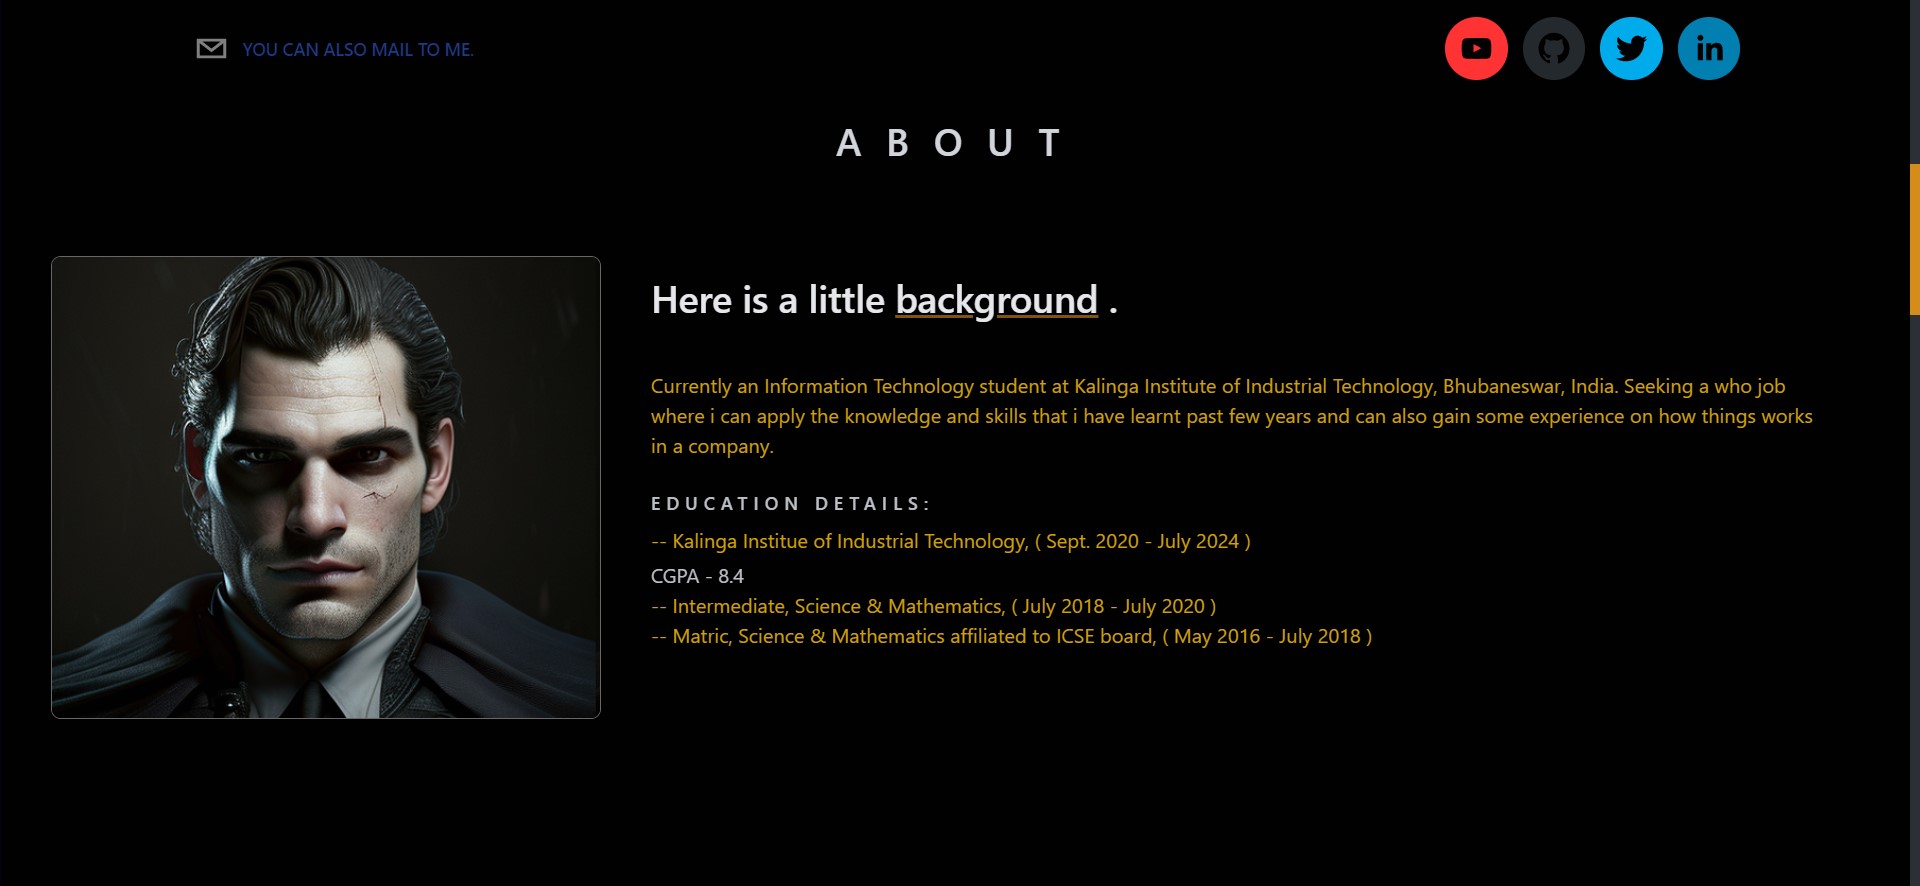 YOU CAN ALSO MAIL TO ME.
in
ABOUT
Here is a little background .
Currently an Information Technology student at Kalinga Institute of Industrial Technology, Bhubaneswar, India. Seeking a who job
where i can apply the knowledge and skills that i have learnt past few years and can also gain some experience on how things works
in a company.
EDUCATION DETAILS:
-- Kalinga Institue of Industrial Technology, ( Sept. 2020 - July 2024 )
CGPA - 8.4
-- Intermediate, Science & Mathematics, ( July 2018 - July 2020 )
-- Matric, Science & Mathematics affiliated to ICSE board, ( May 2016 - July 2018 )